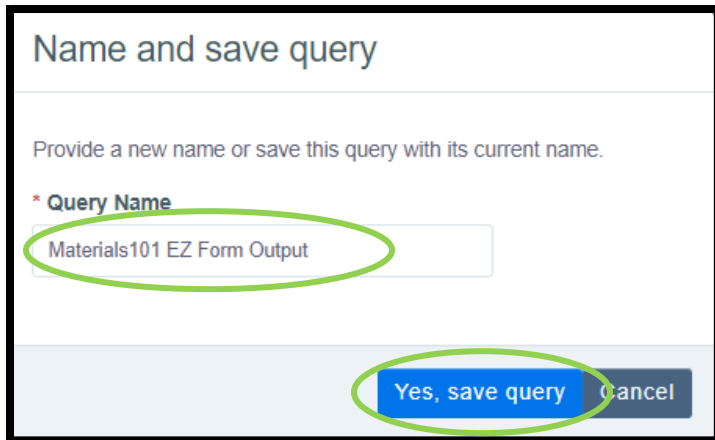 Name and save query
Provide a new name or save this query with its current name.
* Query Name
Materials101 EZ Form Output
Yes, save query Cancel